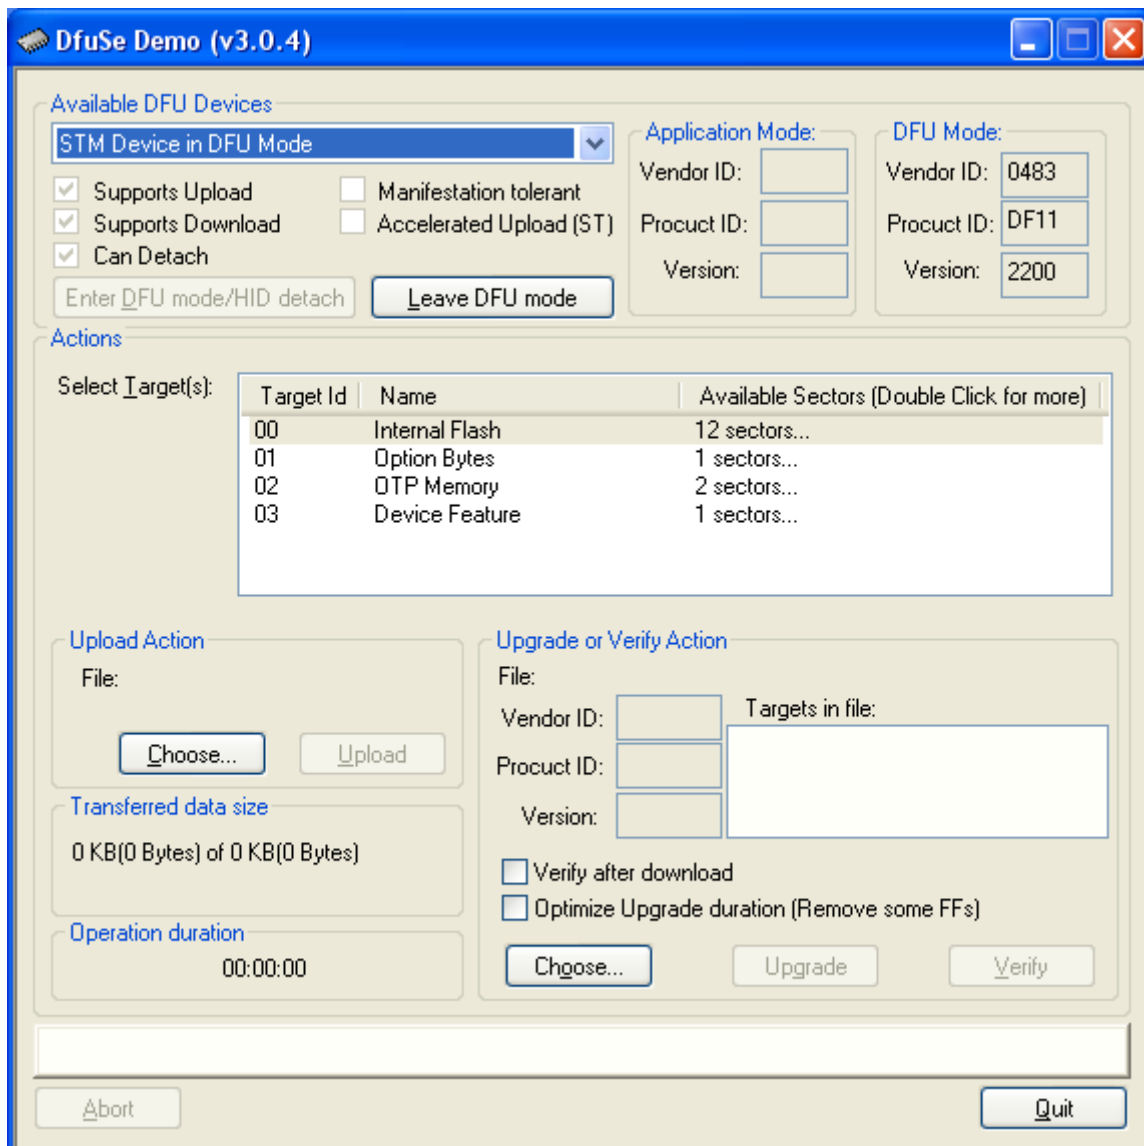 DfuSe Demo (v3.0.4)
Available DFU Devices
STM Device in DFU Mode
Supports Upload
Manifestation tolerant
Supports Download
Accelerated Upload (ST)
Can Detach
Enter DFU mode/HID detach
Leave DFU mode
Application Mode:
Vendor ID:
Procuct ID:
Version:
DFU Mode:
Vendor ID: 0483
Procuct ID: DF11
Version: 2200
Actions
Select Target(s):
Target Id Name Available Sectors (Double Click for more)
00 Internal Flash 12 sectors...
01 Option Bytes 1 sectors...
02 OTP Memory 2 sectors...
03 Device Feature 1 sectors...
Upload Action
File:
Choose...
Upload
Transferred data size
0 KB(0 Bytes) of 0 KB(0 Bytes)
Operation duration
00:00:00
Upgrade or Verify Action
File:
Vendor ID:
Procuct ID:
Version:
Targets in file:
Verify after download
Optimize Upgrade duration (Remove some FFs)
Choose...
Upgrade
Verify
Abort
Quit